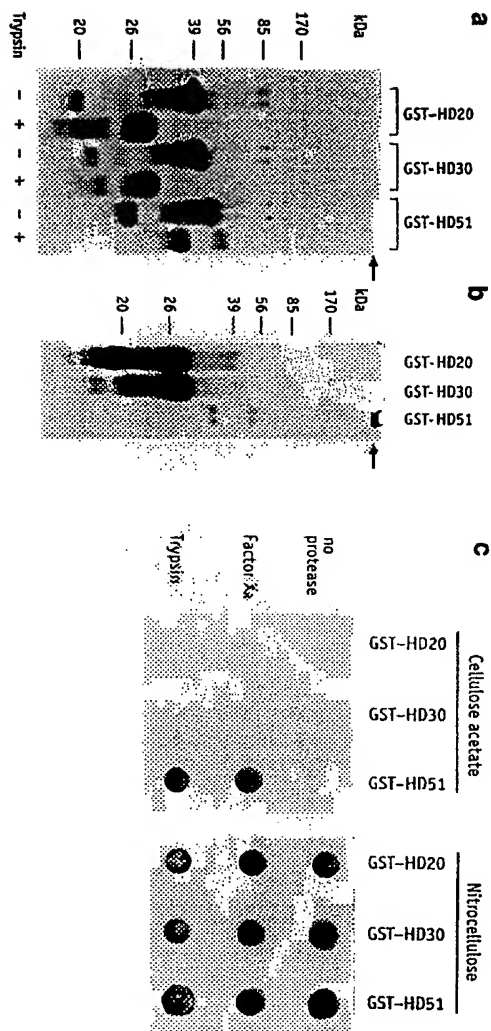 a
kDa
170
85
56
39
26
20
Trypsin
GST-HD20
GST-HD30
GST-HD51
- + - + - +
b
kDa
170
85
56
39
26
20
GST-HD20
GST-HD30
GST-HD51
c
Cellulose acetate
Nitrocellulose
GST-HD20
GST-HD30
GST-HD51
GST-HD20
GST-HD30
GST-HD51
no
protease
Factor Xa
Trypsin